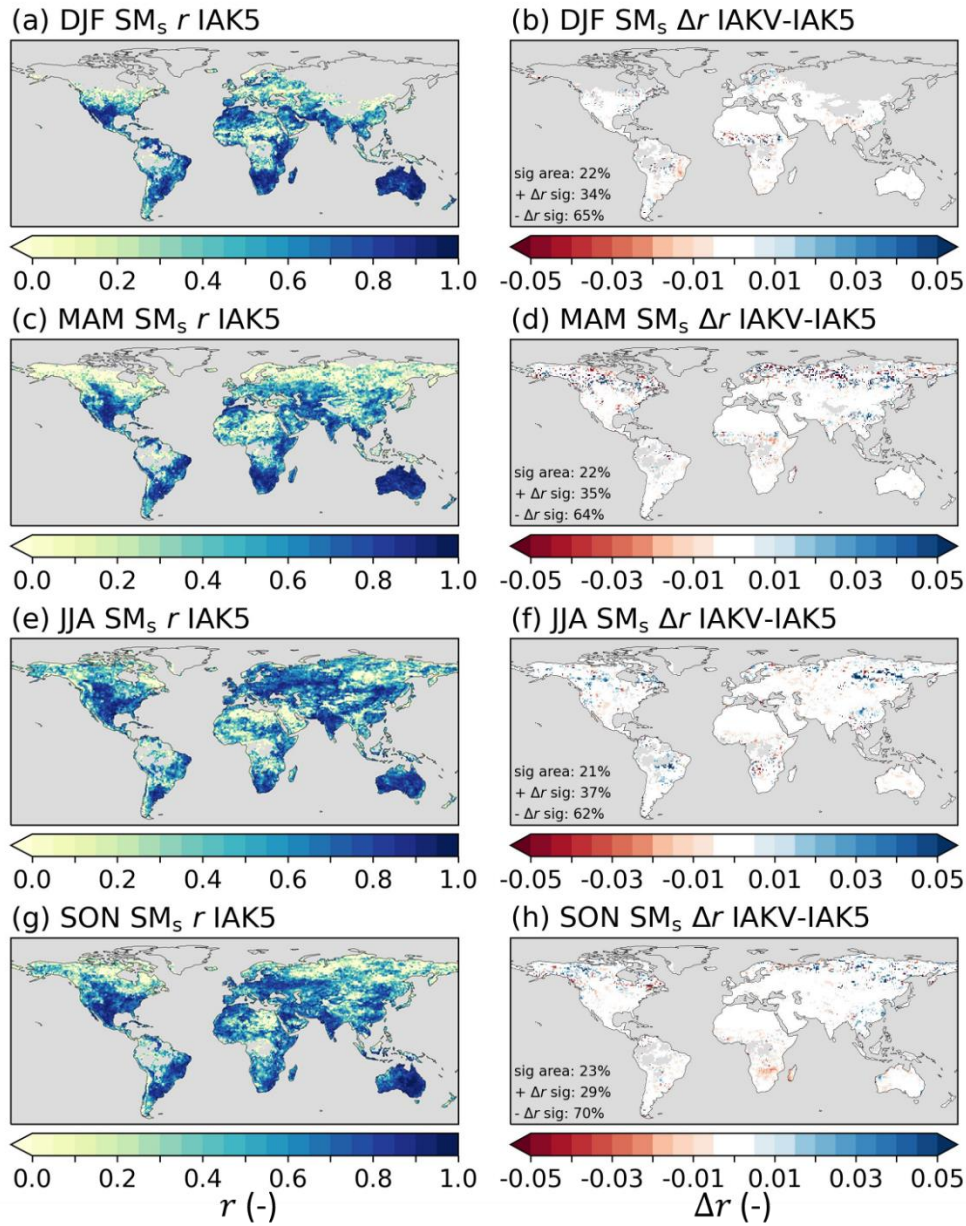 (a) DJF SMs r IAK5
(b) DJF SMs Δr IAKV-IAK5
sig area: 22%
+ Δr sig: 34%
- Δr sig: 65%
0.0 0.2 0.4 0.6 0.8 1.0
-0.05 -0.03 -0.01 0.01 0.03 0.05
(c) MAM SMs r IAK5
(d) MAM SMs Δr IAKV-IAK5
sig area: 22%
+ Δr sig: 35%
- Δr sig: 64%
0.0 0.2 0.4 0.6 0.8 1.0
-0.05 -0.03 -0.01 0.01 0.03 0.05
(e) JJA SMs r IAK5
(f) JJA SMs Δr IAKV-IAK5
sig area: 21%
+ Δr sig: 37%
- Δr sig: 62%
0.0 0.2 0.4 0.6 0.8 1.0
-0.05 -0.03 -0.01 0.01 0.03 0.05
(g) SON SMs r IAK5
(h) SON SMs Δr IAKV-IAK5
sig area: 23%
+ Δr sig: 29%
- Δr sig: 70%
0.0 0.2 0.4 0.6 0.8 1.0
-0.05 -0.03 -0.01 0.01 0.03 0.05
r (-)
Δr (-)